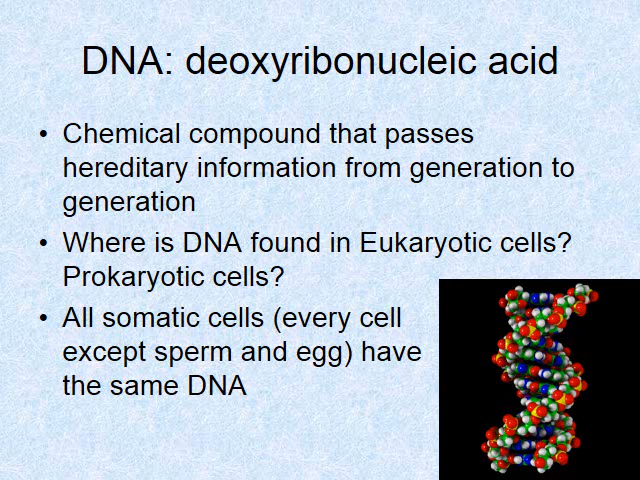 DNA: deoxyribonucleic acid
• Chemical compound that passes
hereditary information from generation to
generation
• Where is DNA found in Eukaryotic cells?
Prokaryotic cells?
• All somatic cells (every cell
except sperm and egg) have
the same DNA